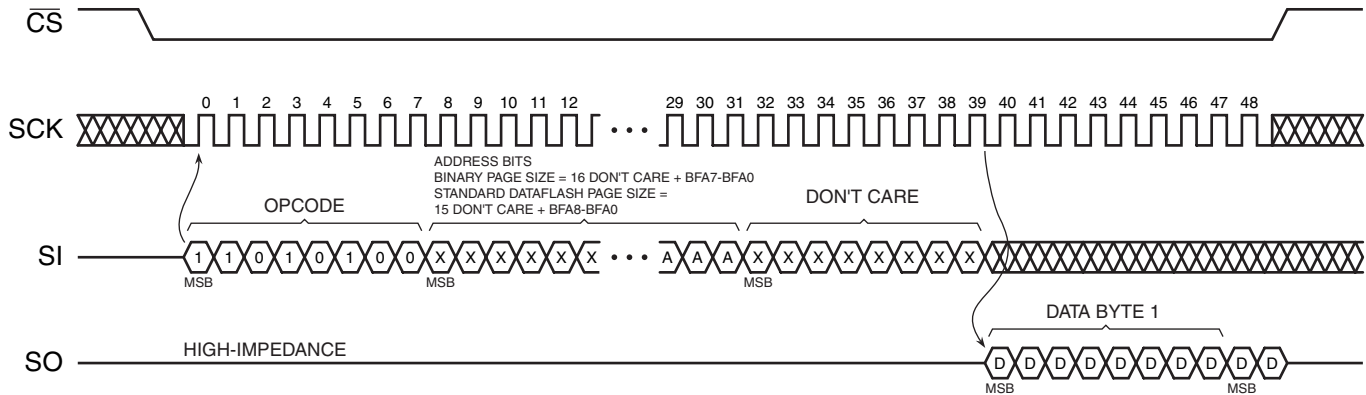 CS
SCK
0 1 2 3 4 5 6 7 8 9 10 11 12 29 30 31 32 33 34 35 36 37 38 39 40 41 42 43 44 45 46 47 48
ADDRESS BITS
BINARY PAGE SIZE = 16 DON'T CARE + BFA7-BFA0
STANDARD DATAFLASH PAGE SIZE =
15 DON'T CARE + BFA8-BFA0
OPCODE
DON'T CARE
SI
1 1 0 1 0 1 0 0 X X X X X X A A A X X X X X X X X
MSB MSB MSB
DATA BYTE 1
SO
HIGH-IMPEDANCE
D D D D D D D D D D
MSB MSB